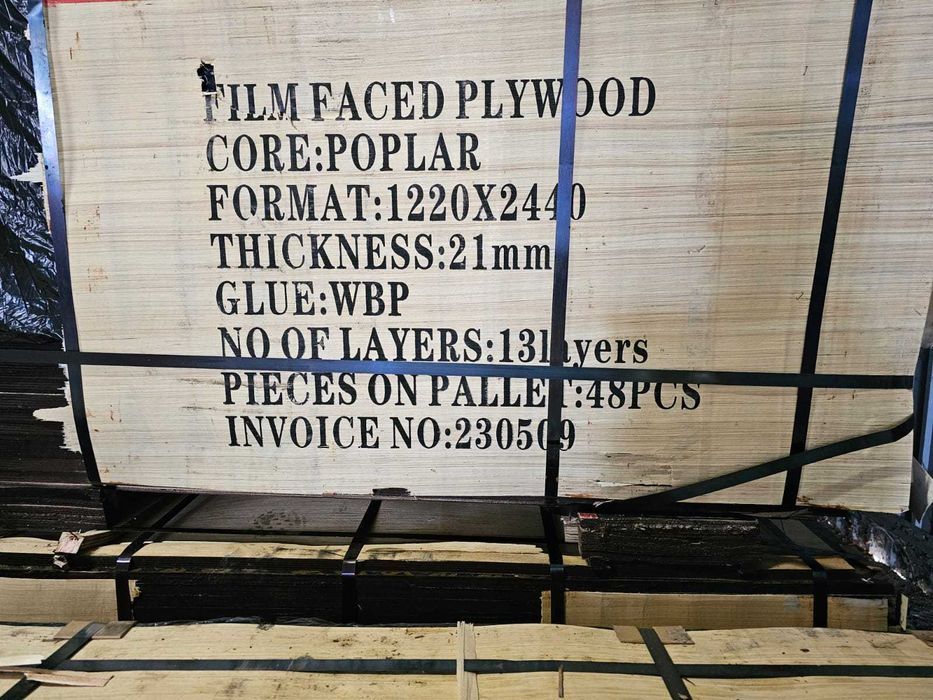 FILM FACED PLYWOOD
CORE:POPLAR
FORMAT:1220X2440
THICKNESS:21mm
GLUE:WBP
NO OF LAYERS:13layers
PIECES ON PALLET:48PCS
INVOICE NO:230509